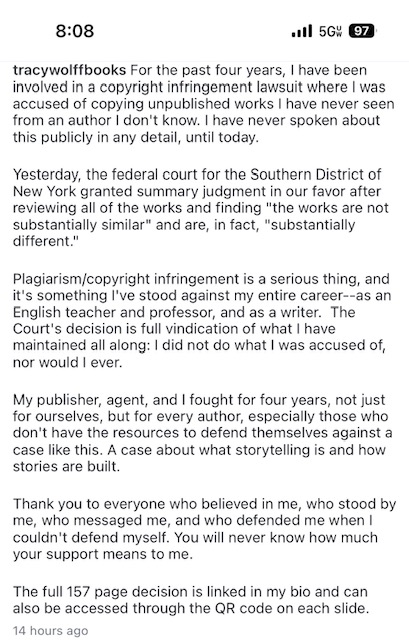 8:08
5GUW 97
tracywolffbooks For the past four years, I have been
involved in a copyright infringement lawsuit where I was
accused of copying unpublished works I have never seen
from an author I don't know. I have never spoken about
this publicly in any detail, until today.
Yesterday, the federal court for the Southern District of
New York granted summary judgment in our favor after
reviewing all of the works and finding "the works are not
substantially similar" and are, in fact, "substantially
different."
Plagiarism/copyright infringement is a serious thing, and
it's something I've stood against my entire career--as an
English teacher and professor, and as a writer. The
Court's decision is full vindication of what I have
maintained all along: I did not do what I was accused of,
nor would I ever.
My publisher, agent, and I fought for four years, not just
for ourselves, but for every author, especially those who
don't have the resources to defend themselves against a
case like this. A case about what storytelling is and how
stories are built.
Thank you to everyone who believed in me, who stood by
me, who messaged me, and who defended me when I
couldn't defend myself. You will never know how much
your support means to me.
The full 157 page decision is linked in my bio and can
also be accessed through the QR code on each slide.
14 hours ago